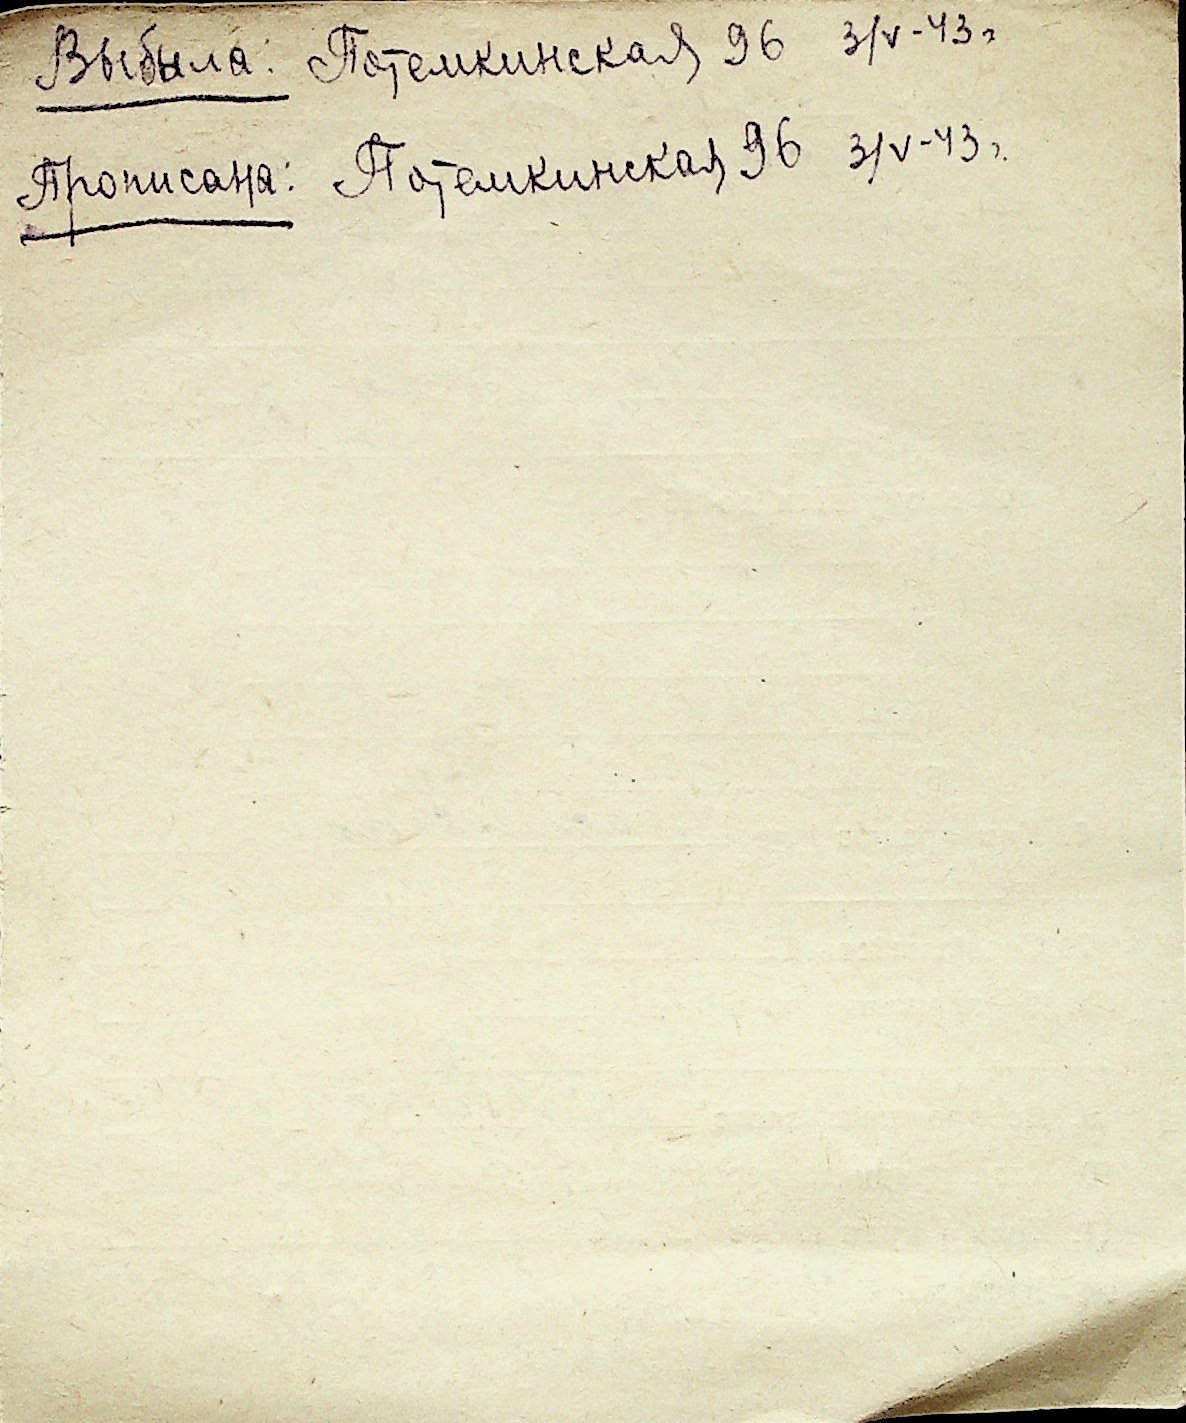 Выбыла: Потемкинская 96 3/V-43г
Прописана: Потемкинская 96 3/V-43г.